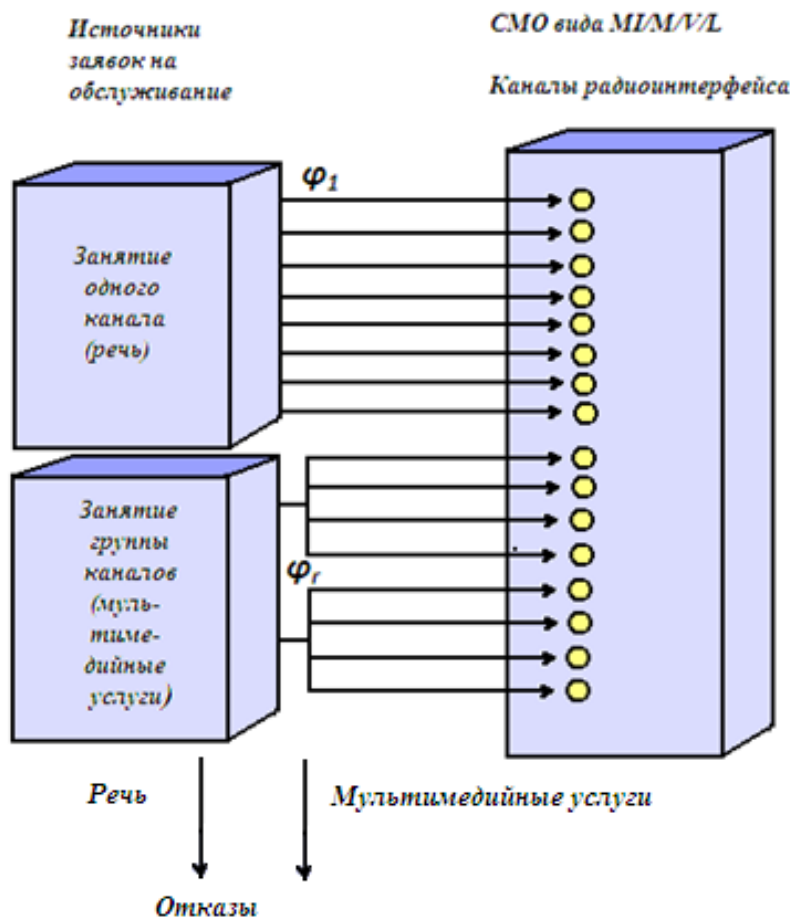 Источники
заявок на
обслуживание
СМО вида MI/M/V/L
Каналы радиоинтерфейса
φ1
Занятие
одного
канала
(речь)
Занятие
группы
каналов
(муль-
тиме-
дийные
услуги)
φr
Речь
Мультимедийные услуги
Отказы